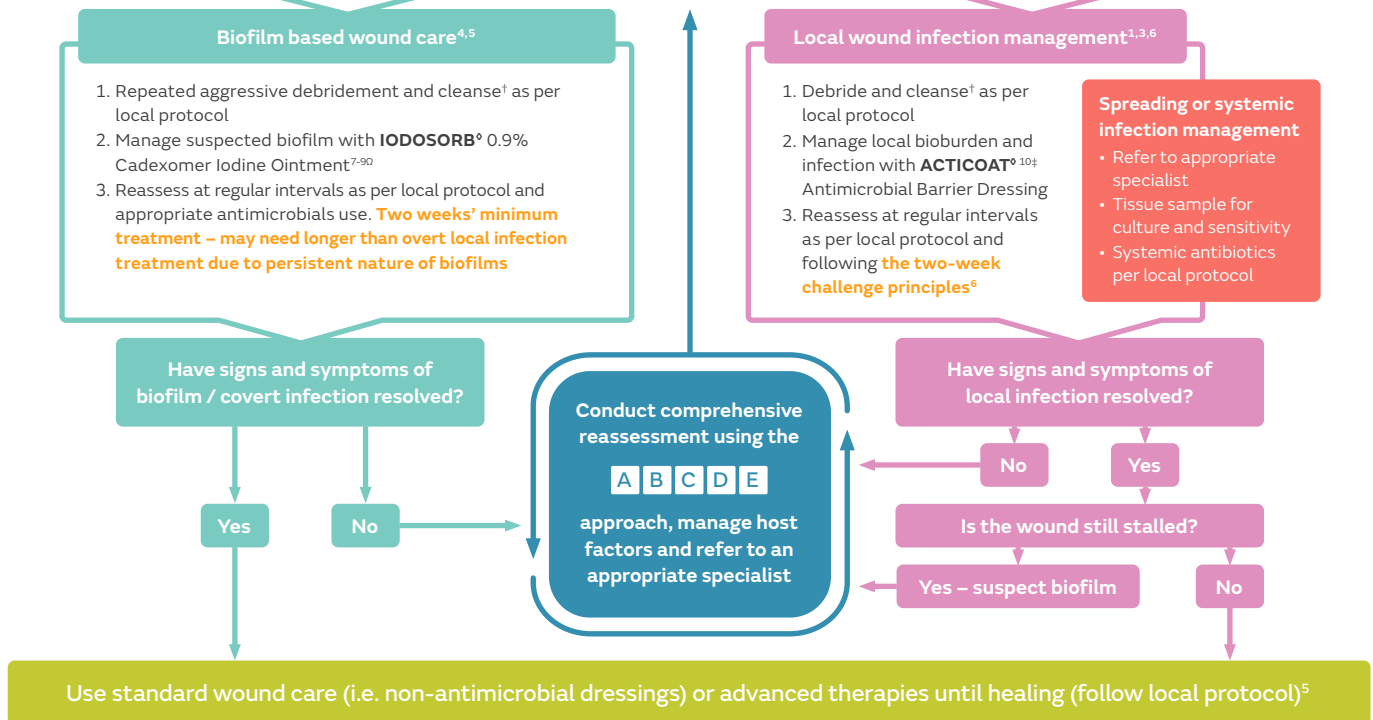 Biofilm based wound care⁴,⁵
1. Repeated aggressive debridement and cleanse† as per
local protocol
2. Manage suspected biofilm with IODOSORB◊ 0.9%
Cadexomer Iodine Ointment⁷⁻⁹Ω
3. Reassess at regular intervals as per local protocol and
appropriate antimicrobials use. Two weeks’ minimum
treatment – may need longer than overt local infection
treatment due to persistent nature of biofilms
Local wound infection management¹,³,⁶
1. Debride and cleanse† as per
local protocol
2. Manage local bioburden and
infection with ACTICOAT◊ ¹⁰‡
Antimicrobial Barrier Dressing
3. Reassess at regular intervals
as per local protocol and
following the two-week
challenge principles⁶
Spreading or systemic
infection management
• Refer to appropriate
specialist
• Tissue sample for
culture and sensitivity
• Systemic antibiotics
per local protocol
Have signs and symptoms of
biofilm / covert infection resolved?
Yes
No
Conduct comprehensive
reassessment using the
A B C D E
approach, manage host
factors and refer to an
appropriate specialist
Have signs and symptoms of
local infection resolved?
No
Yes
Is the wound still stalled?
Yes – suspect biofilm
No
Use standard wound care (i.e. non-antimicrobial dressings) or advanced therapies until healing (follow local protocol)⁵